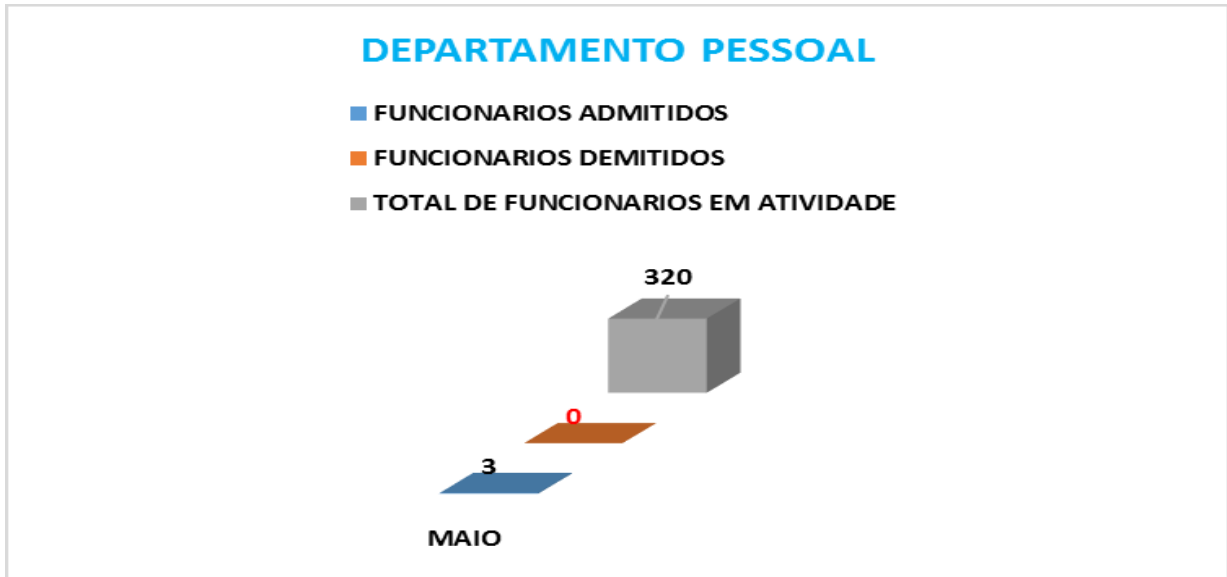 DEPARTAMENTO PESSOAL
FUNCIONARIOS ADMITIDOS
FUNCIONARIOS DEMITIDOS
TOTAL DE FUNCIONARIOS EM ATIVIDADE
320
0
3
MAIO